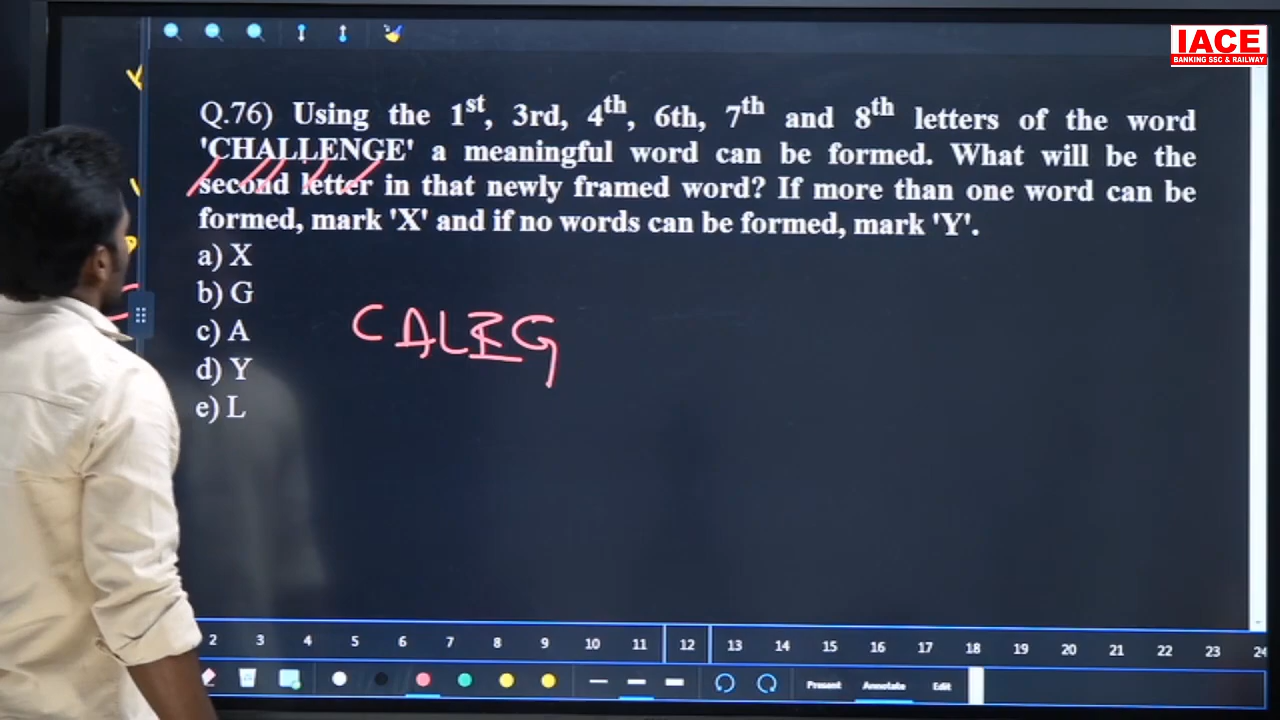 IACE
BANKING SSC & RAILWAY
Q.76) Using the 1st, 3rd, 4th, 6th, 7th and 8th letters of the word
'CHALLENGE' a meaningful word can be formed. What will be the
second letter in that newly framed word? If more than one word can be
formed, mark 'X' and if no words can be formed, mark 'Y'.
a) X
b) G
c) A
d) Y
e) L
CALEG
2 3 4 5 6 7 8 9 10 11 12 13 14 15 16 17 18 19 20 21 22 23 24
Present Annotate Edit